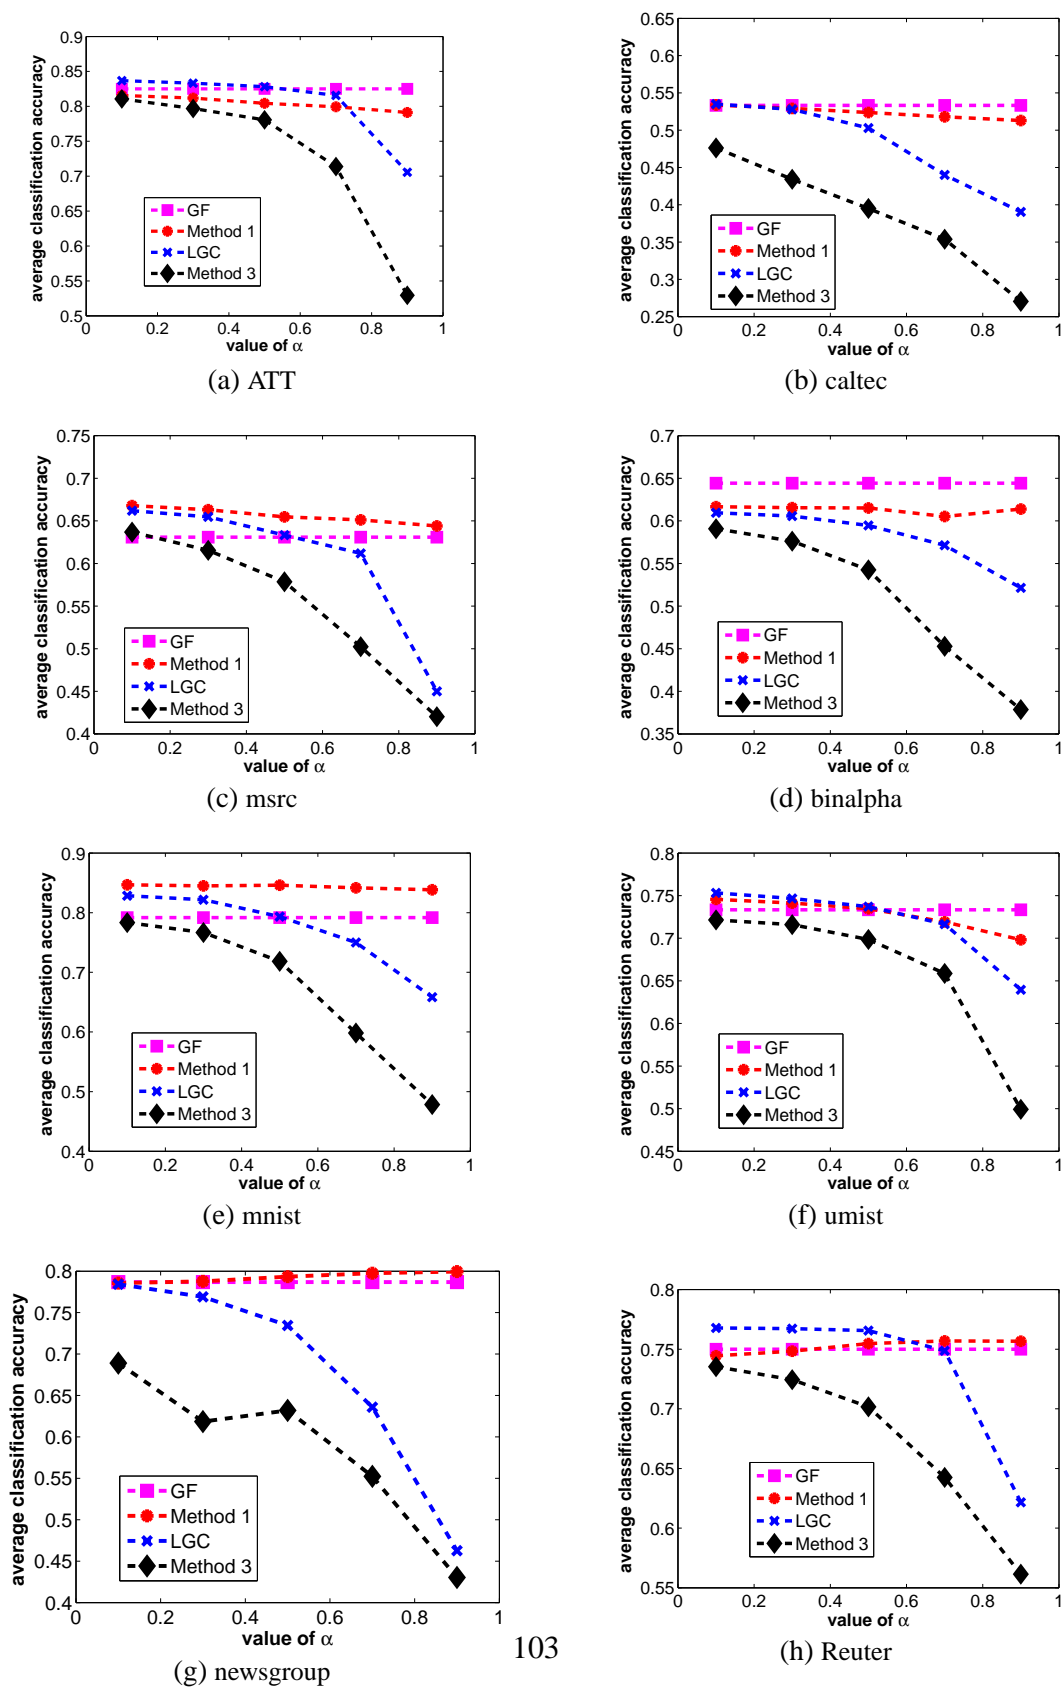 0.9
0.85
0.8
0.75
0.7
0.65
0.6
0.55
0.5
average classification accuracy
GF
Method 1
LGC
Method 3
0 0.2 0.4 0.6 0.8 1
value of α
(a) ATT
0.65
0.6
0.55
0.5
0.45
0.4
0.35
0.3
0.25
average classification accuracy
GF
Method 1
LGC
Method 3
0 0.2 0.4 0.6 0.8 1
value of α
(b) caltec
0.75
0.7
0.65
0.6
0.55
0.5
0.45
0.4
average classification accuracy
GF
Method 1
LGC
Method 3
0 0.2 0.4 0.6 0.8 1
value of α
(c) msrc
0.7
0.65
0.6
0.55
0.5
0.45
0.4
0.35
average classification accuracy
GF
Method 1
LGC
Method 3
0 0.2 0.4 0.6 0.8 1
value of α
(d) binalpha
0.9
0.8
0.7
0.6
0.5
0.4
average classification accuracy
GF
Method 1
LGC
Method 3
0 0.2 0.4 0.6 0.8 1
value of α
(e) mnist
0.8
0.75
0.7
0.65
0.6
0.55
0.5
0.45
average classification accuracy
GF
Method 1
LGC
Method 3
0 0.2 0.4 0.6 0.8 1
value of α
(f) umist
0.8
0.75
0.7
0.65
0.6
0.55
0.5
0.45
0.4
average classification accuracy
GF
Method 1
LGC
Method 3
0 0.2 0.4 0.6 0.8 1
value of α
(g) newsgroup
0.8
0.75
0.7
0.65
0.6
0.55
average classification accuracy
GF
Method 1
LGC
Method 3
0 0.2 0.4 0.6 0.8 1
value of α
(h) Reuter
103